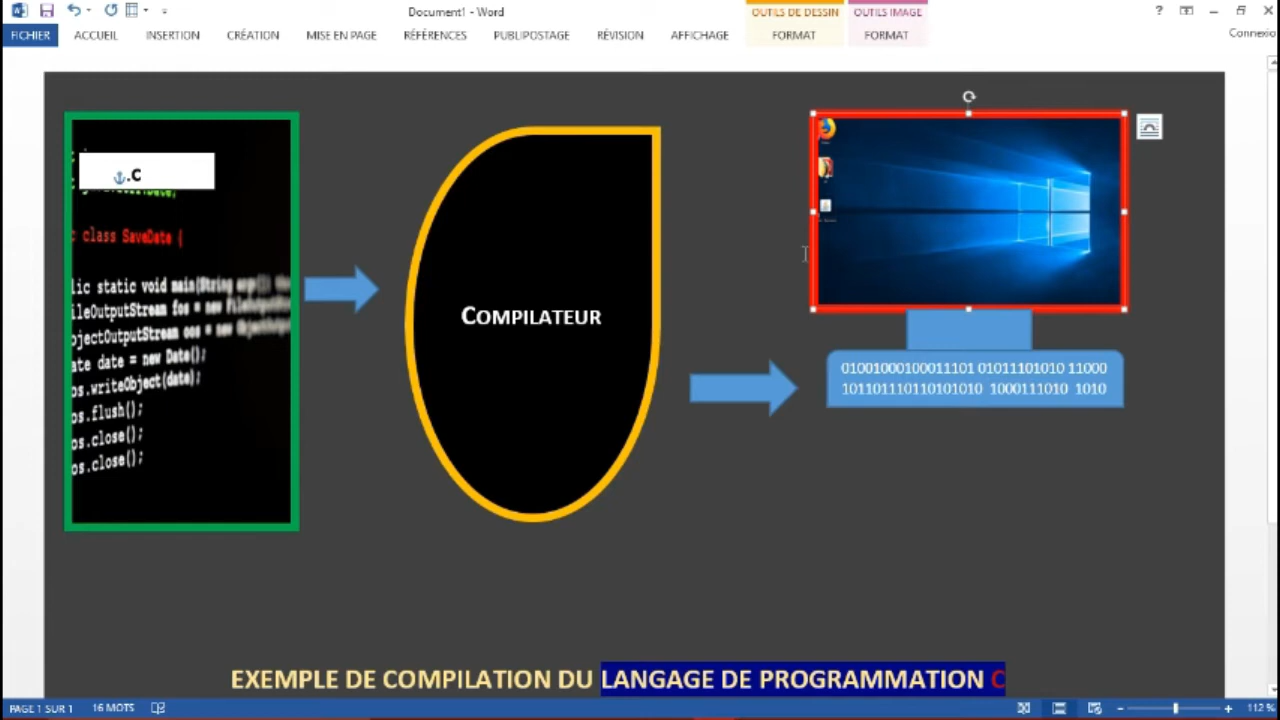 Document1 - Word
OUTILS DE DESSIN
OUTILS IMAGE
?
FICHIER
ACCUEIL
INSERTION
CRÉATION
MISE EN PAGE
RÉFÉRENCES
PUBLIPOSTAGE
RÉVISION
AFFICHAGE
FORMAT
FORMAT
Connexio
.C
class SaveDate {
lic static void main(String
ileOutputStream fos = new
bjectOutputStream oos = new
ate date = new Date();
os.writeObject(date);
os.flush();
os.close();
os.close();
COMPILATEUR
01001000100011101 01011101010 11000
101101110110101010 1000111010 1010
EXEMPLE DE COMPILATION DU LANGAGE DE PROGRAMMATION C
PAGE 1 SUR 1
16 MOTS
112 %